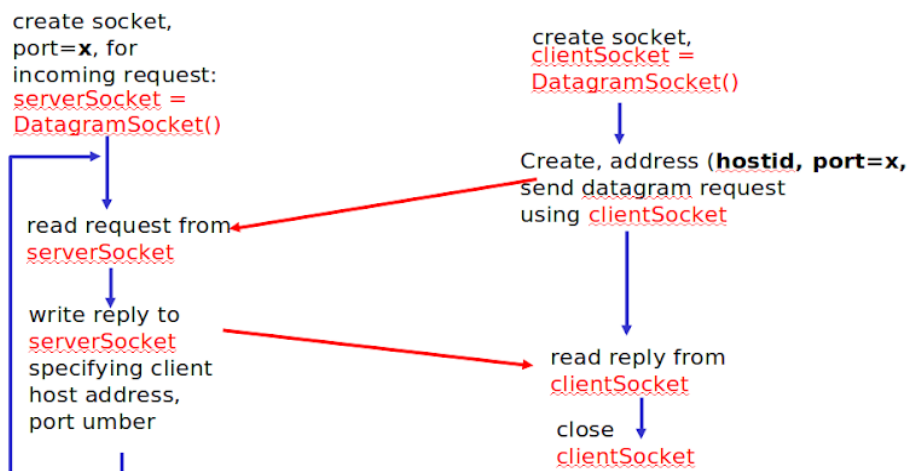 create socket,
port=x, for
incoming request:
serverSocket =
DatagramSocket()
read request from
serverSocket
write reply to
serverSocket
specifying client
host address,
port umber
create socket,
clientSocket =
DatagramSocket()
Create, address (hostid, port=x,
send datagram request
using clientSocket
read reply from
clientSocket
close
clientSocket